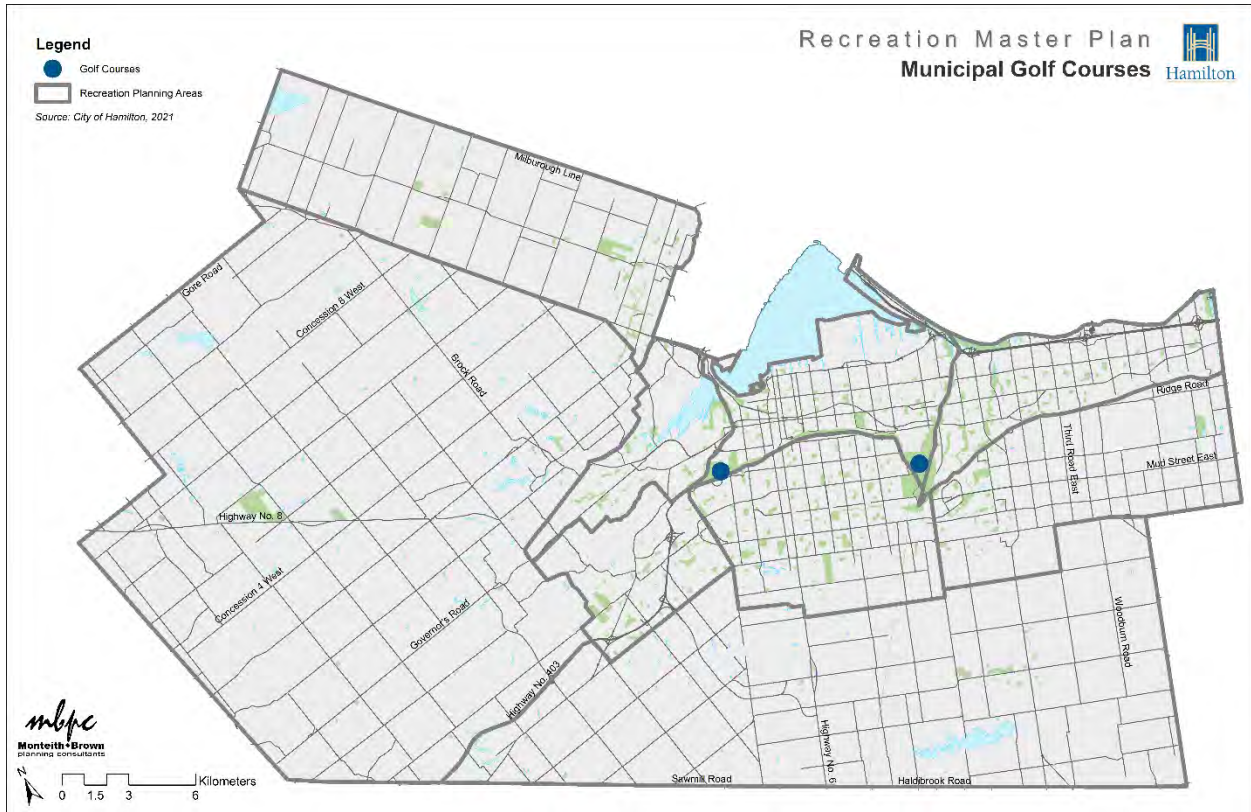 Legend
Golf Courses
Recreation Planning Areas
Source: City of Hamilton, 2021
Recreation Master Plan
Municipal Golf Courses
Hamilton
Milburough Line
Gore Road
Concession 8 West
Brock Road
Ridge Road
Third Road East
Mud Street East
Highway No. 8
Concession 4 West
Governor's Road
Woodburn Road
Highway No. 403
Highway No. 6
Sawmill Road
Haldibrook Road
mbpc
Monteith+Brown
planning consultants
N
0 1.5 3 6 Kilometers